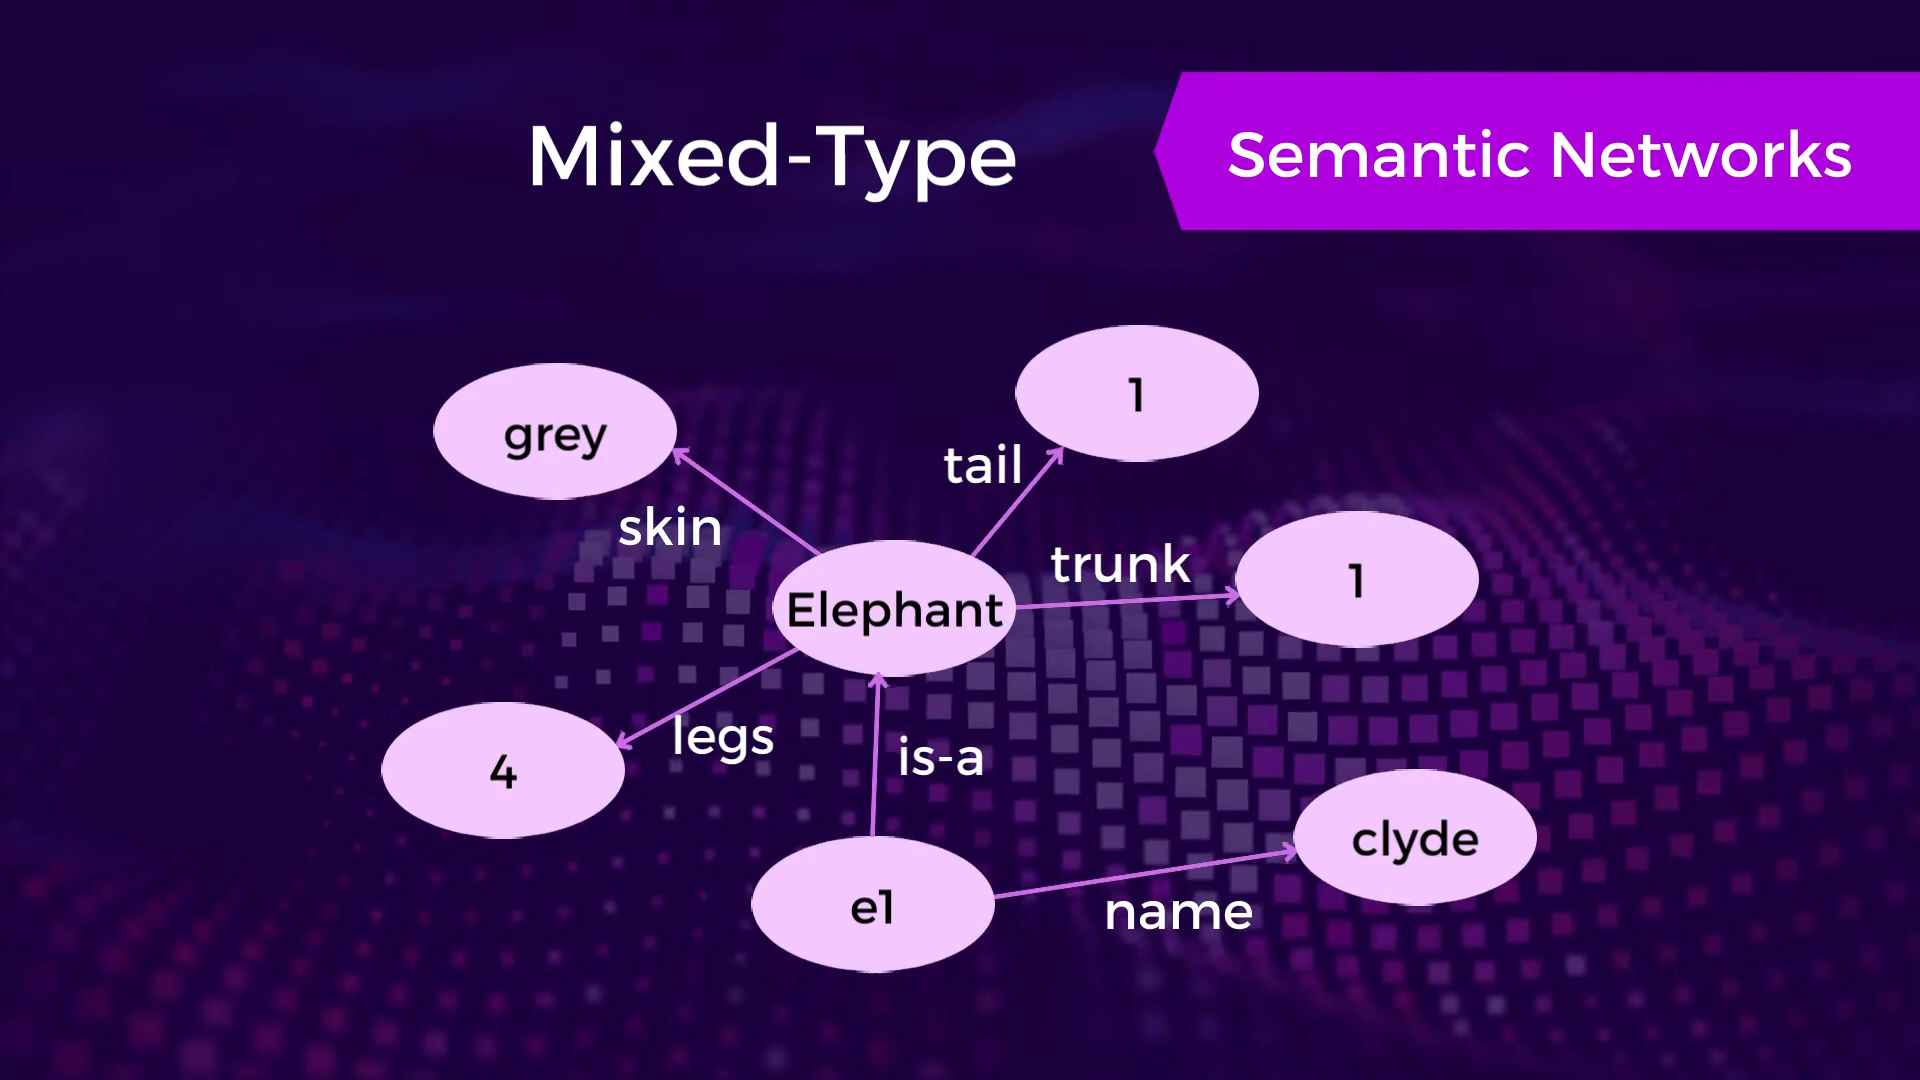 Mixed-Type
Semantic Networks
grey
1
tail
skin
trunk
1
Elephant
legs
4
is-a
clyde
e1
name